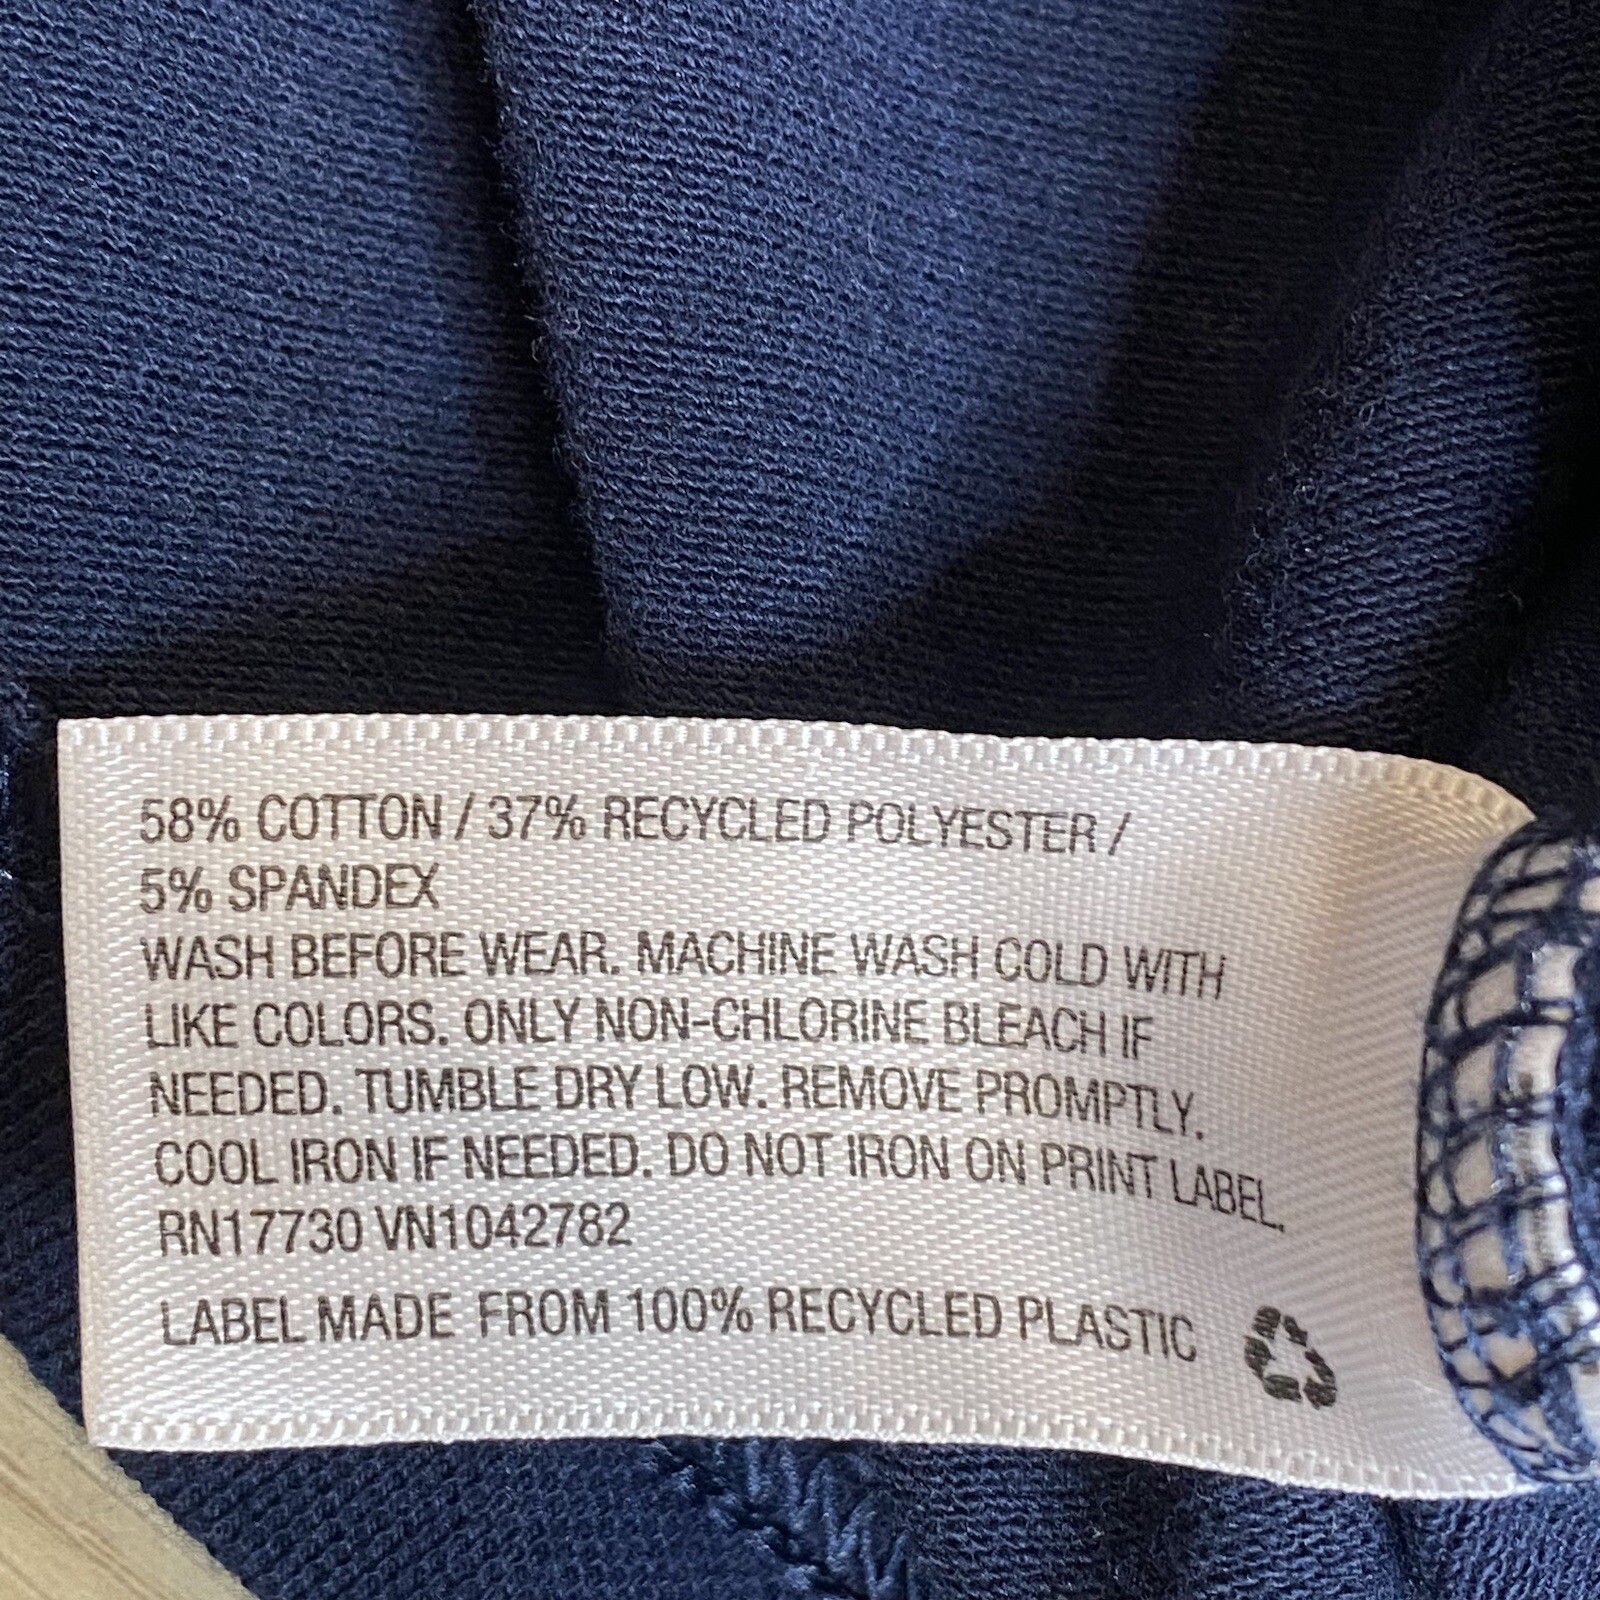 58% COTTON / 37% RECYCLED POLYESTER /
5% SPANDEX
WASH BEFORE WEAR. MACHINE WASH COLD WITH
LIKE COLORS. ONLY NON-CHLORINE BLEACH IF
NEEDED. TUMBLE DRY LOW. REMOVE PROMPTLY.
COOL IRON IF NEEDED. DO NOT IRON ON PRINT LABEL.
RN17730 VN1042782
LABEL MADE FROM 100% RECYCLED PLASTIC